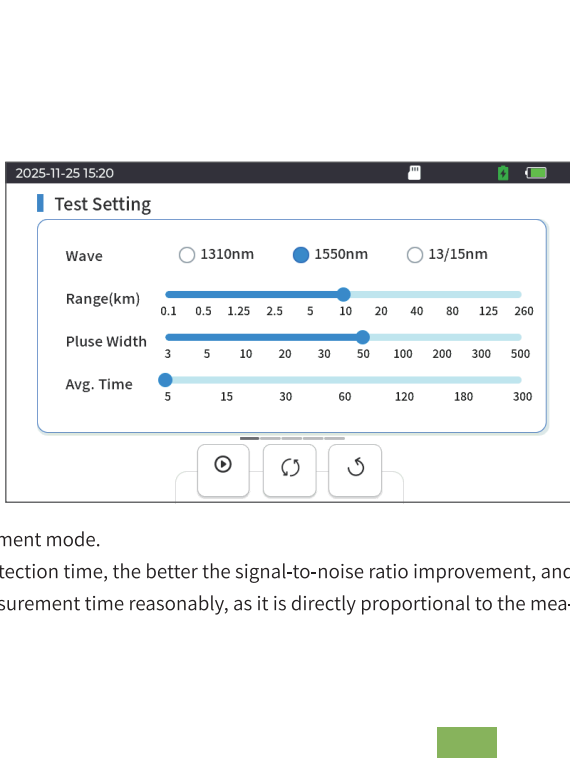 2025-11-25 15:20
Test Setting
Wave 1310nm 1550nm 13/15nm
Range(km)
0.1 0.5 1.25 2.5 5 10 20 40 80 125 260
Pluse Width
3 5 10 20 30 50 100 200 300 500
Avg. Time
5 15 30 60 120 180 300
ment mode.
tection time, the better the signal-to-noise ratio improvement, and
surement time reasonably, as it is directly proportional to the mea-